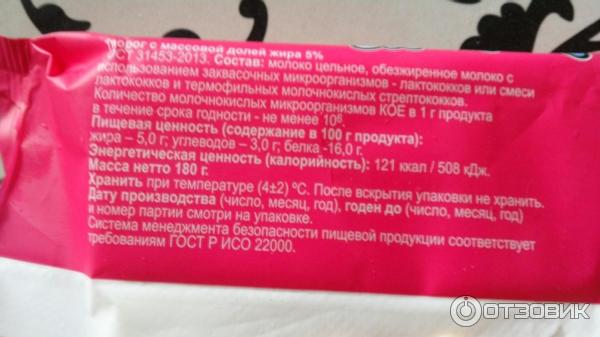 творог с массовой долей жира 5%
ГОСТ 31453-2013. Состав: молоко цельное, обезжиренное молоко с
использованием заквасочных микроорганизмов - лактококков или смеси
лактококков и термофильных молочнокислых стрептококков.
Количество молочнокислых микроорганизмов КОЕ в 1 г продукта
в течение срока годности - не менее 10⁶.
Пищевая ценность (содержание в 100 г продукта):
жира – 5,0 г; углеводов – 3,0 г; белка -16,0 г.
Энергетическая ценность (калорийность): 121 ккал / 508 кДж.
Масса нетто 180 г.
Хранить при температуре (4±2) ºС. После вскрытия упаковки не хранить.
Дату производства (число, месяц, год), годен до (число, месяц, год)
и номер партии смотри на упаковке.
Система менеджмента безопасности пищевой продукции соответствует
требованиям ГОСТ Р ИСО 22000.
ОТЗОВИК